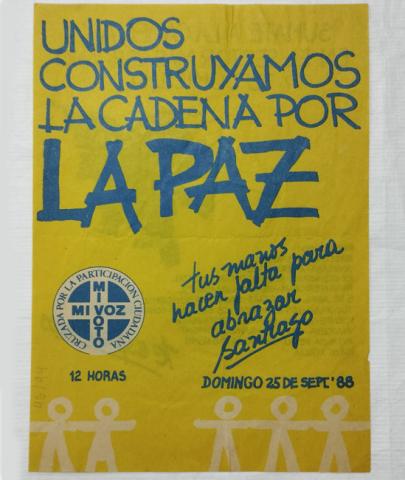 UNIDOS
CONSTRUYAMOS
LA CADENA POR
LA PAZ
CRUZADA POR LA PARTICIPACION CIUDADANA
MI VOZ
MI VOTO
tus manos
hacen falta para
abrazar
santiago
12 HORAS
DOMINGO 25 DE SEPT.'88